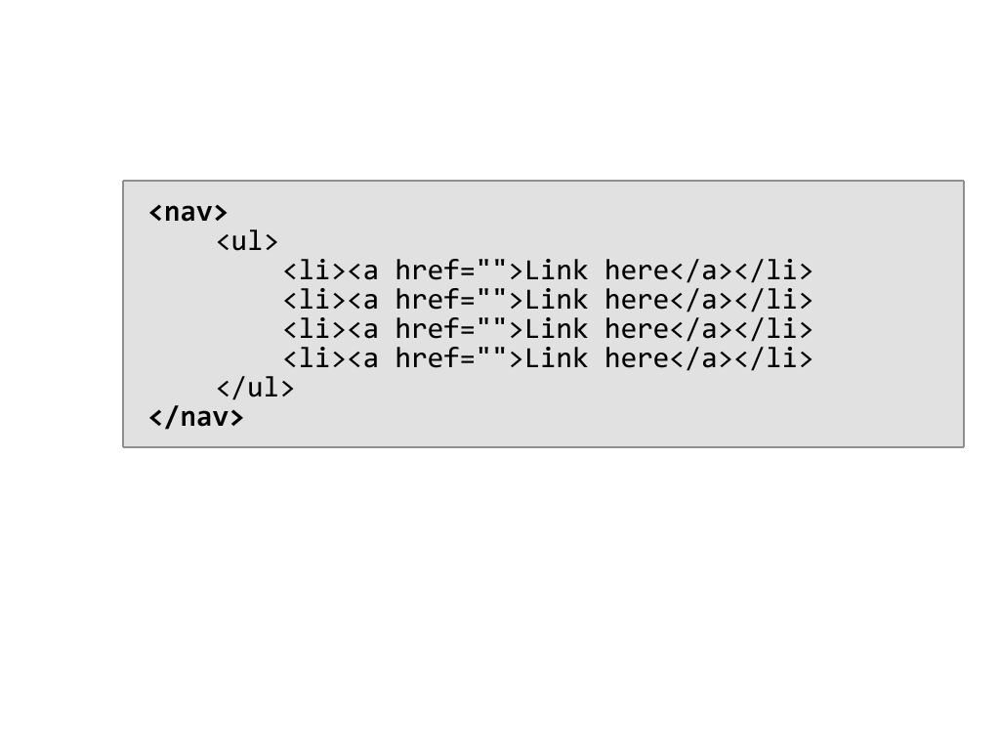 <nav>
<ul>
<li><a href="">Link here</a></li>
<li><a href="">Link here</a></li>
<li><a href="">Link here</a></li>
<li><a href="">Link here</a></li>
</ul>
</nav>